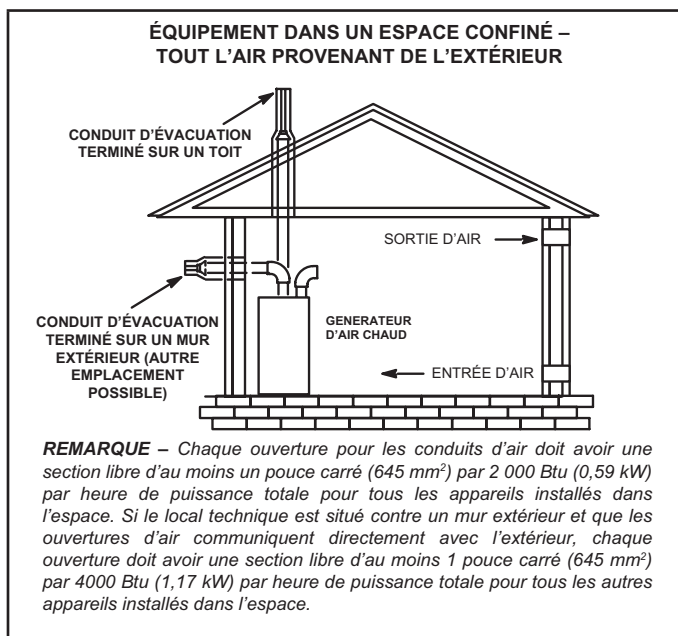 ÉQUIPEMENT DANS UN ESPACE CONFINÉ –
TOUT L’AIR PROVENANT DE L’EXTÉRIEUR
CONDUIT D’ÉVACUATION
TERMINÉ SUR UN TOIT
SORTIE D’AIR
CONDUIT D’ÉVACUATION
TERMINÉ SUR UN MUR
EXTÉRIEUR (AUTRE
EMPLACEMENT
POSSIBLE)
GENERATEUR
D’AIR CHAUD
ENTRÉE D’AIR
REMARQUE – Chaque ouverture pour les conduits d’air doit avoir une
section libre d’au moins un pouce carré (645 mm²) par 2 000 Btu (0,59 kW)
par heure de puissance totale pour tous les appareils installés dans
l’espace. Si le local technique est situé contre un mur extérieur et que les
ouvertures d’air communiquent directement avec l’extérieur, chaque
ouverture doit avoir une section libre d’au moins 1 pouce carré (645 mm²)
par 4000 Btu (1,17 kW) par heure de puissance totale pour tous les autres
appareils installés dans l’espace.